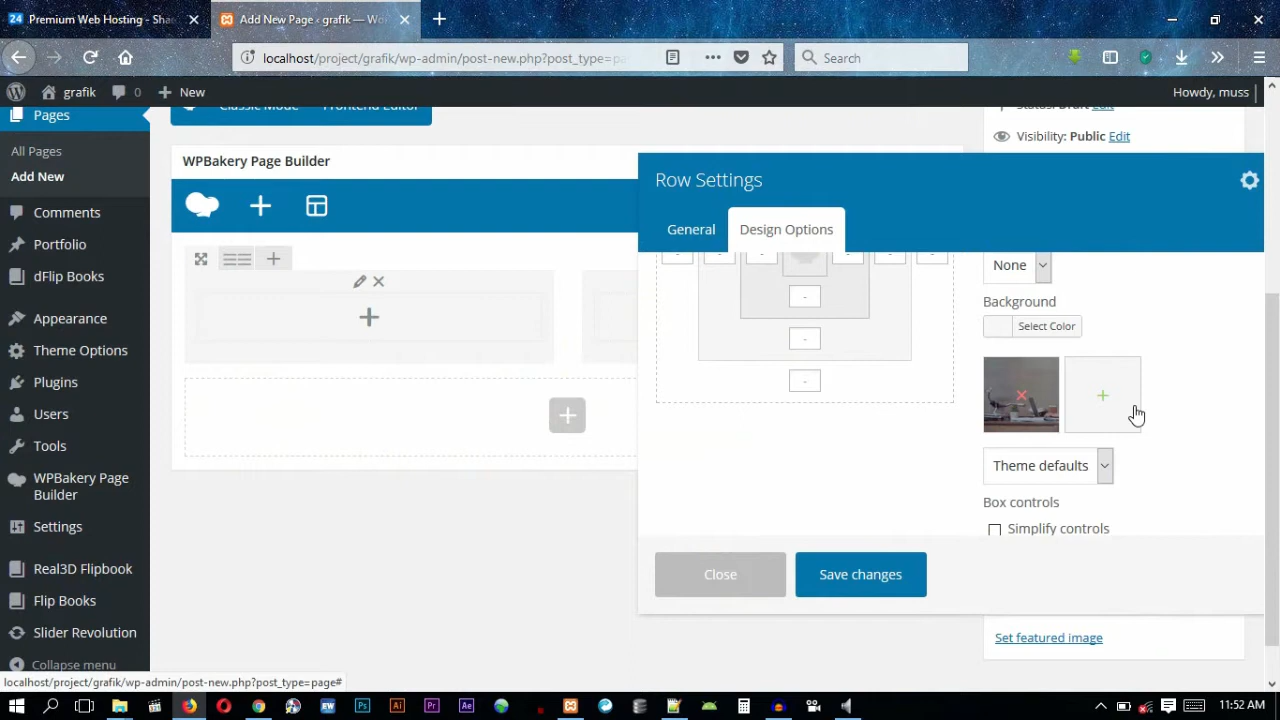 Premium Web Hosting - Sha
Add New Page ‹ grafik — Wo
localhost/project/grafik/wp-admin/post-new.php?post_type=pa
Search
grafik
0
New
Howdy, muss
Pages
All Pages
Add New
Comments
Portfolio
dFlip Books
Appearance
Theme Options
Plugins
Users
Tools
WPBakery Page
Builder
Settings
Real3D Flipbook
Flip Books
Slider Revolution
Collapse menu
Classic Mode
Frontend Editor
WPBakery Page Builder
Status: Draft Edit
Visibility: Public Edit
Row Settings
General
Design Options
None
Background
Select Color
Theme defaults
Box controls
Simplify controls
Close
Save changes
Set featured image
localhost/project/grafik/wp-admin/post-new.php?post_type=page#
11:52 AM